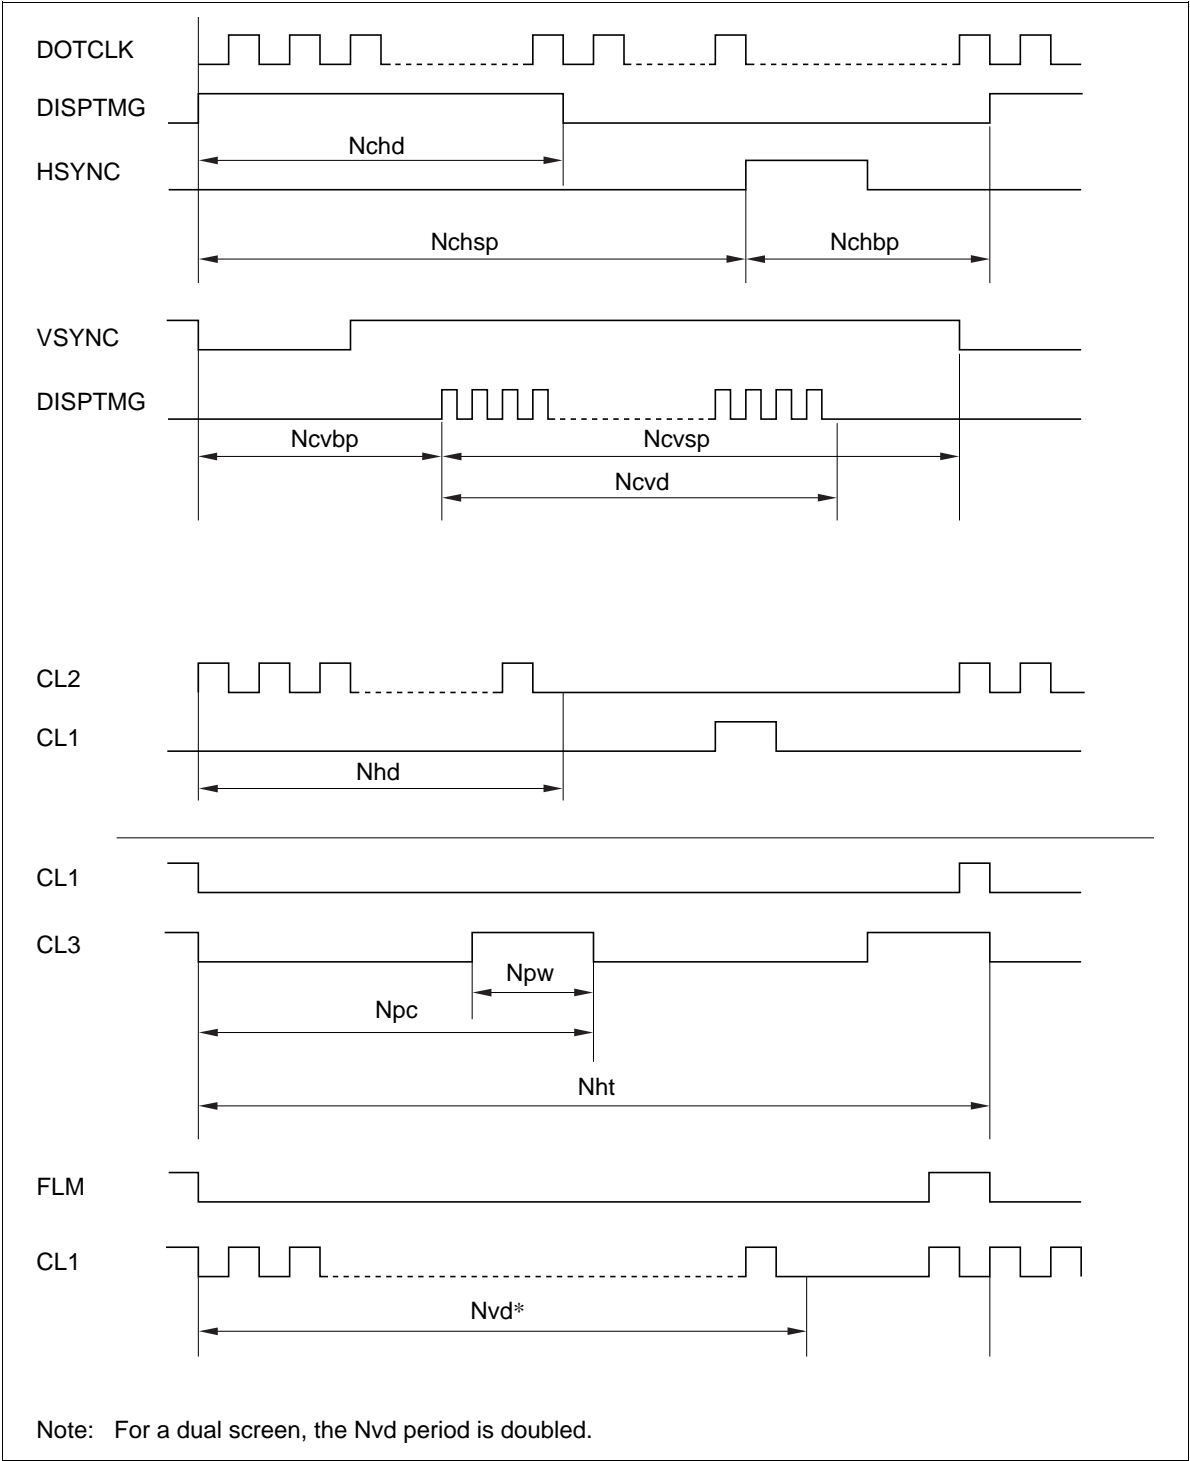 DOTCLK
DISPTMG
Nchd
HSYNC
Nchsp
Nchbp
VSYNC
DISPTMG
Ncvbp
Ncvsp
Ncvd
CL2
CL1
Nhd
CL1
CL3
Npw
Npc
Nht
FLM
CL1
Nvd*
Note: For a dual screen, the Nvd period is doubled.